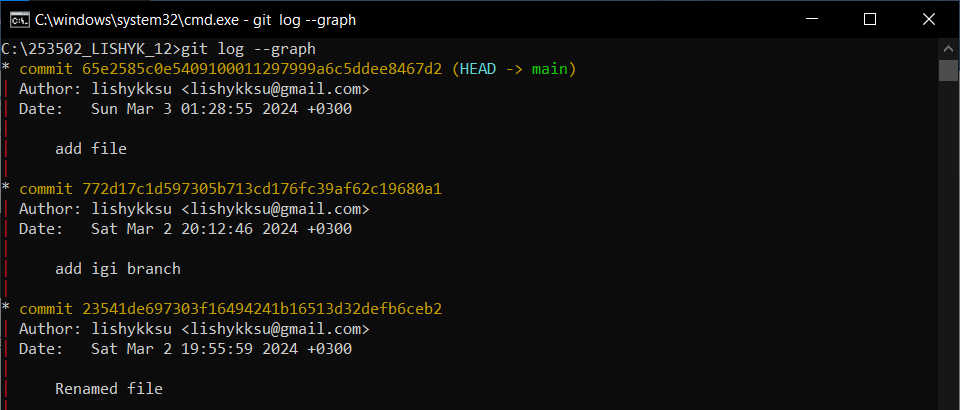 C:\windows\system32\cmd.exe - git log --graph
C:\253502_LISHYK_12>git log --graph
* commit 65e2585c0e5409100011297999a6c5ddee8467d2 (HEAD -> main)
| Author: lishykksu <lishykksu@gmail.com>
| Date:   Sun Mar 3 01:28:55 2024 +0300
|
|     add file
|
* commit 772d17c1d597305b713cd176fc39af62c19680a1
| Author: lishykksu <lishykksu@gmail.com>
| Date:   Sat Mar 2 20:12:46 2024 +0300
|
|     add igi branch
|
* commit 23541de697303f16494241b16513d32defb6ceb2
| Author: lishykksu <lishykksu@gmail.com>
| Date:   Sat Mar 2 19:55:59 2024 +0300
|
|     Renamed file
|